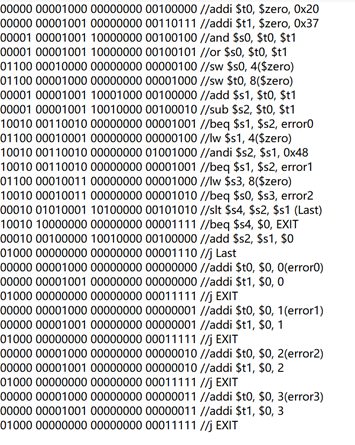 00000 00001000 00000000 00100000 //addi $t0, $zero, 0x20
00000 00001001 00000000 00110111 //addi $t1, $zero, 0x37
00001 00001001 10000000 00100100 //and $s0, $t0, $t1
00001 00001001 10000000 00100101 //or $s0, $t0, $t1
01100 00010000 00000000 00000100 //sw $s0, 4($zero)
01100 00001000 00000000 00001000 //sw $t0, 8($zero)
00001 00001001 10001000 00100000 //add $s1, $t0, $t1
00001 00001001 10010000 00100010 //sub $s2, $t0, $t1
10010 00110010 00000000 00001001 //beq $s1, $s2, error0
01100 00010001 00000000 00000100 //lw $s1, 4($zero)
10010 00110010 00000000 01001000 //andi $s2, $s1, 0x48
10010 00110010 00000000 00001001 //beq $s1, $s2, error1
01100 00010011 00000000 00001000 //lw $s3, 8($zero)
10010 00010011 00000000 00001010 //beq $s0, $s3, error2
00010 01010001 10100000 00101010 //slt $s4, $s2, $s1 (Last)
10010 10000000 00000000 00001111 //beq $s4, $0, EXIT
00010 00100000 10010000 00100000 //add $s2, $s1, $0
01000 00000000 00000000 00001110 //j Last
00000 00001000 00000000 00000000 //addi $t0, $0, 0(error0)
00000 00001001 00000000 00000000 //addi $t1, $0, 0
01000 00000000 00000000 00011111 //j EXIT
00000 00001000 00000000 00000001 //addi $t0, $0, 1(error1)
00000 00001001 00000000 00000001 //addi $t1, $0, 1
01000 00000000 00000000 00011111 //j EXIT
00000 00001000 00000000 00000010 //addi $t0, $0, 2(error2)
00000 00001001 00000000 00000010 //addi $t1, $0, 2
01000 00000000 00000000 00011111 //j EXIT
00000 00001000 00000000 00000011 //addi $t0, $0, 3(error3)
00000 00001001 00000000 00000011 //addi $t1, $0, 3
01000 00000000 00000000 00011111 //j EXIT